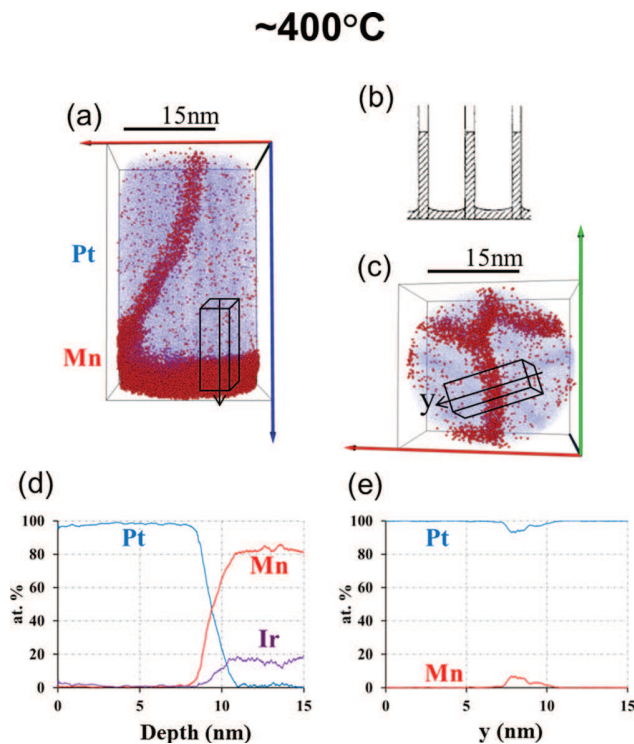 ~400°C
(a)
15nm
(b)
Pt
Mn
(c)
15nm
y
(d)
100
80
60
40
20
0
at. %
Pt
Mn
Ir
0
5
10
15
Depth (nm)
(e)
100
80
60
40
20
0
at. %
Pt
Mn
0
5
10
15
y (nm)